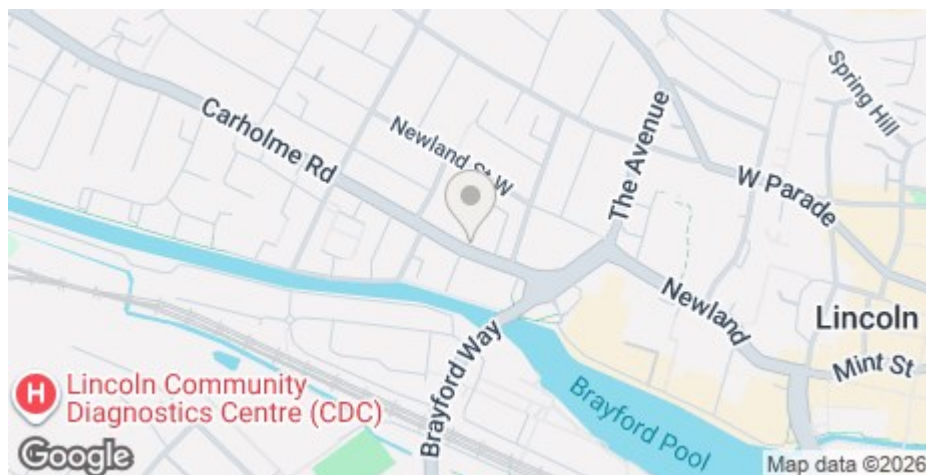 Spring Hill
Carholme Rd
Newland St W
The Avenue
W Parade
Newland
Lincoln
Mint St
Brayford Way
Brayford Pool
H
Lincoln Community
Diagnostics Centre (CDC)
Google
Map data ©2026